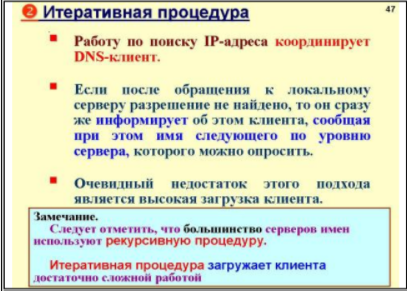 2 Итеративная процедура
47
Работу по поиску IP-адреса координирует
DNS-клиент.
Если после обращения к локальному
серверу разрешение не найдено, то он сразу
же информирует об этом клиента, сообщая
при этом имя следующего по уровню
сервера, которого можно опросить.
Очевидный недостаток этого подхода
является высокая загрузка клиента.
Замечание.
Следует отметить, что большинство серверов имен
используют рекурсивную процедуру.
Итеративная процедура загружает клиента
достаточно сложной работой